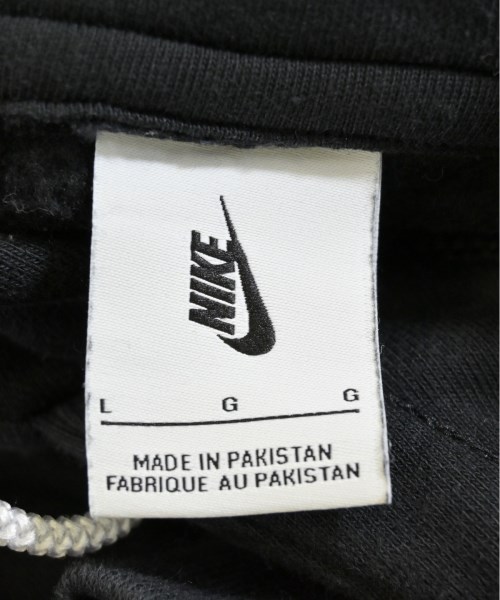 NIKE
L G G
MADE IN PAKISTAN
FABRIQUE AU PAKISTAN